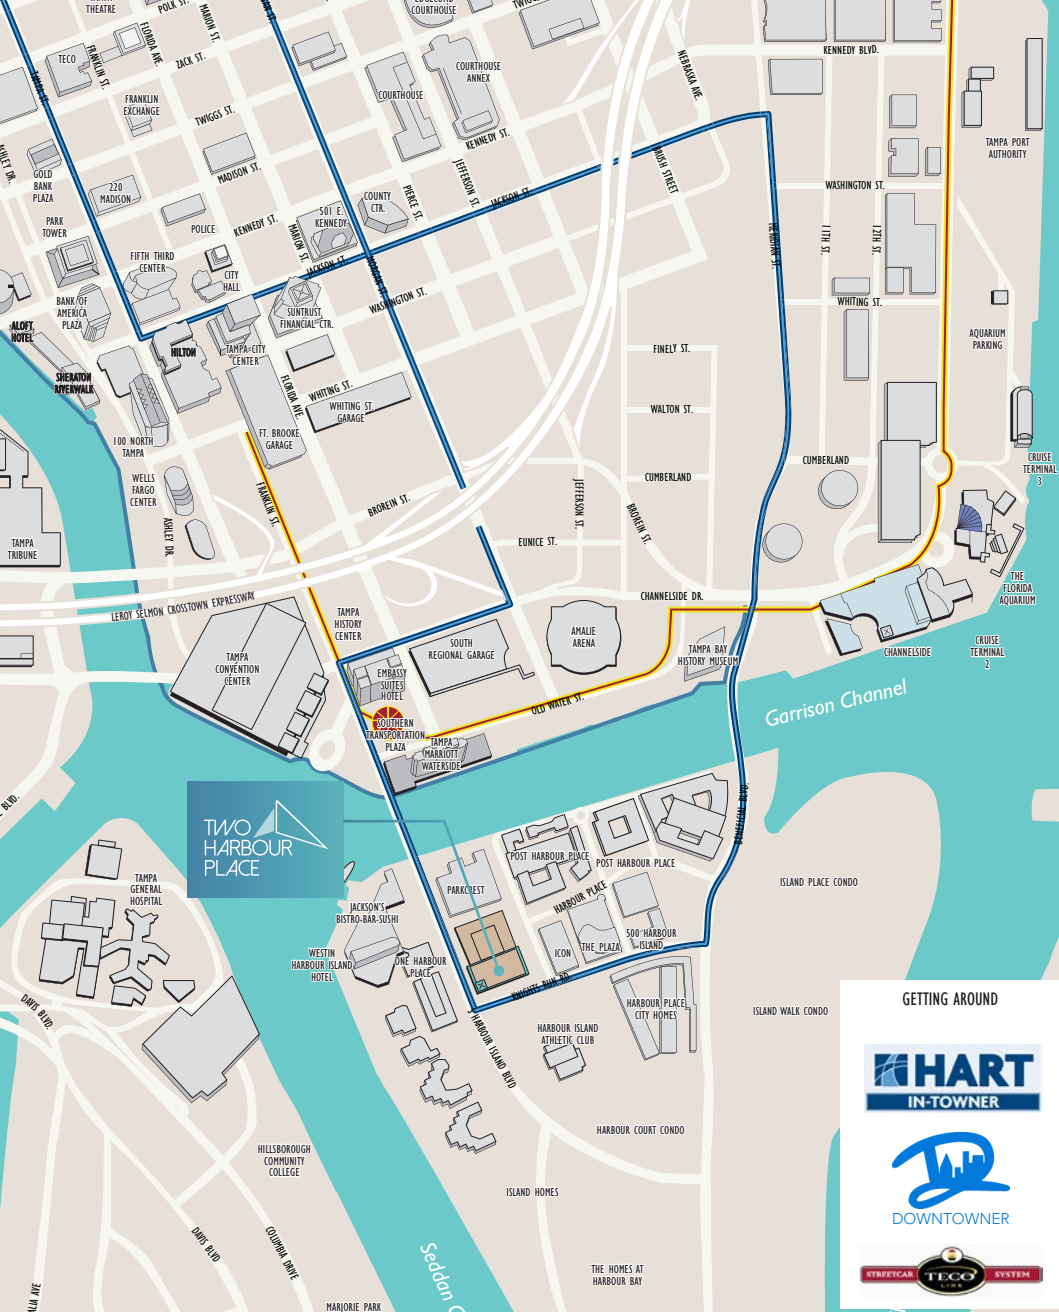 THEATRE
POLK ST.
MARION ST.
COURTHOUSE
TECO
FRANKLIN ST.
FLORIDA AVE.
ZACK ST.
TAMPA ST.
FRANKLIN
EXCHANGE
TWIGGS ST.
COURTHOUSE
ANNEX
COURTHOUSE
KENNEDY ST.
NEBRASKA AVE.
KENNEDY BLVD.
TAMPA PORT
AUTHORITY
ASHLEY DR.
GOLD
BANK
PLAZA
220
MADISON
MADISON ST.
PARK
TOWER
POLICE
KENNEDY ST.
MARION ST.
501 E.
KENNEDY
COUNTY
CTR.
PIERCE ST.
JEFFERSON ST.
JACKSON ST.
BRUSH STREET
WASHINGTON ST.
MERIDIAN ST.
11TH ST.
12TH ST.
FIFTH THIRD
CENTER
CITY
HALL
JACKSON ST.
MORGAN ST.
WASHINGTON ST.
BANK OF
AMERICA
PLAZA
SUNTRUST
FINANCIAL CTR.
WHITING ST.
ALOFT
HOTEL
HILTON
TAMPA CITY
CENTER
FINELY ST.
AQUARIUM
PARKING
SHERATON
RIVERWALK
FLORIDA AVE.
WHITING ST.
WHITING ST.
GARAGE
WALTON ST.
100 NORTH
TAMPA
FT. BROOKE
GARAGE
CUMBERLAND
CUMBERLAND
CRUISE
TERMINAL
3
WELLS
FARGO
CENTER
FRANKLIN ST.
BROREIN ST.
JEFFERSON ST.
BROREIN ST.
ASHLEY DR.
EUNICE ST.
TAMPA
TRIBUNE
THE
FLORIDA
AQUARIUM
LEROY SELMON CROSSTOWN EXPRESSWAY
CHANNELSIDE DR.
TAMPA
HISTORY
CENTER
AMALIE
ARENA
SOUTH
REGIONAL GARAGE
TAMPA BAY
HISTORY MUSEUM
CHANNELSIDE
CRUISE
TERMINAL
2
TAMPA
CONVENTION
CENTER
EMBASSY
SUITES
HOTEL
OLD WATER ST.
Garrison Channel
SOUTHERN
TRANSPORTATION
PLAZA
TAMPA
MARRIOTT
WATERSIDE
BENEFICIAL BLVD.
BLVD.
TWO
HARBOUR
PLACE
POST HARBOUR PLACE
POST HARBOUR PLACE
TAMPA
GENERAL
HOSPITAL
PARKCREST
HARBOUR PLACE
ISLAND PLACE CONDO
JACKSON'S
BISTRO-BAR-SUSHI
500 HARBOUR
ISLAND
ICON
THE PLAZA
WESTIN
HARBOUR ISLAND
HOTEL
ONE HARBOUR
PLACE
KNIGHTS RUN RD.
DAVIS BLVD.
HARBOUR PLACE
CITY HOMES
ISLAND WALK CONDO
S HARBOUR ISLAND BLVD
HARBOUR ISLAND
ATHLETIC CLUB
GETTING AROUND
HART
IN-TOWNER
HARBOUR COURT CONDO
HILLSBOROUGH
COMMUNITY
COLLEGE
ISLAND HOMES
DOWNTOWNER
DAVIS BLVD
COLUMBIA DRIVE
Seddan C
THE HOMES AT
HARBOUR BAY
STREETCAR
TECO
LINE
SYSTEM
MARJORIE PARK